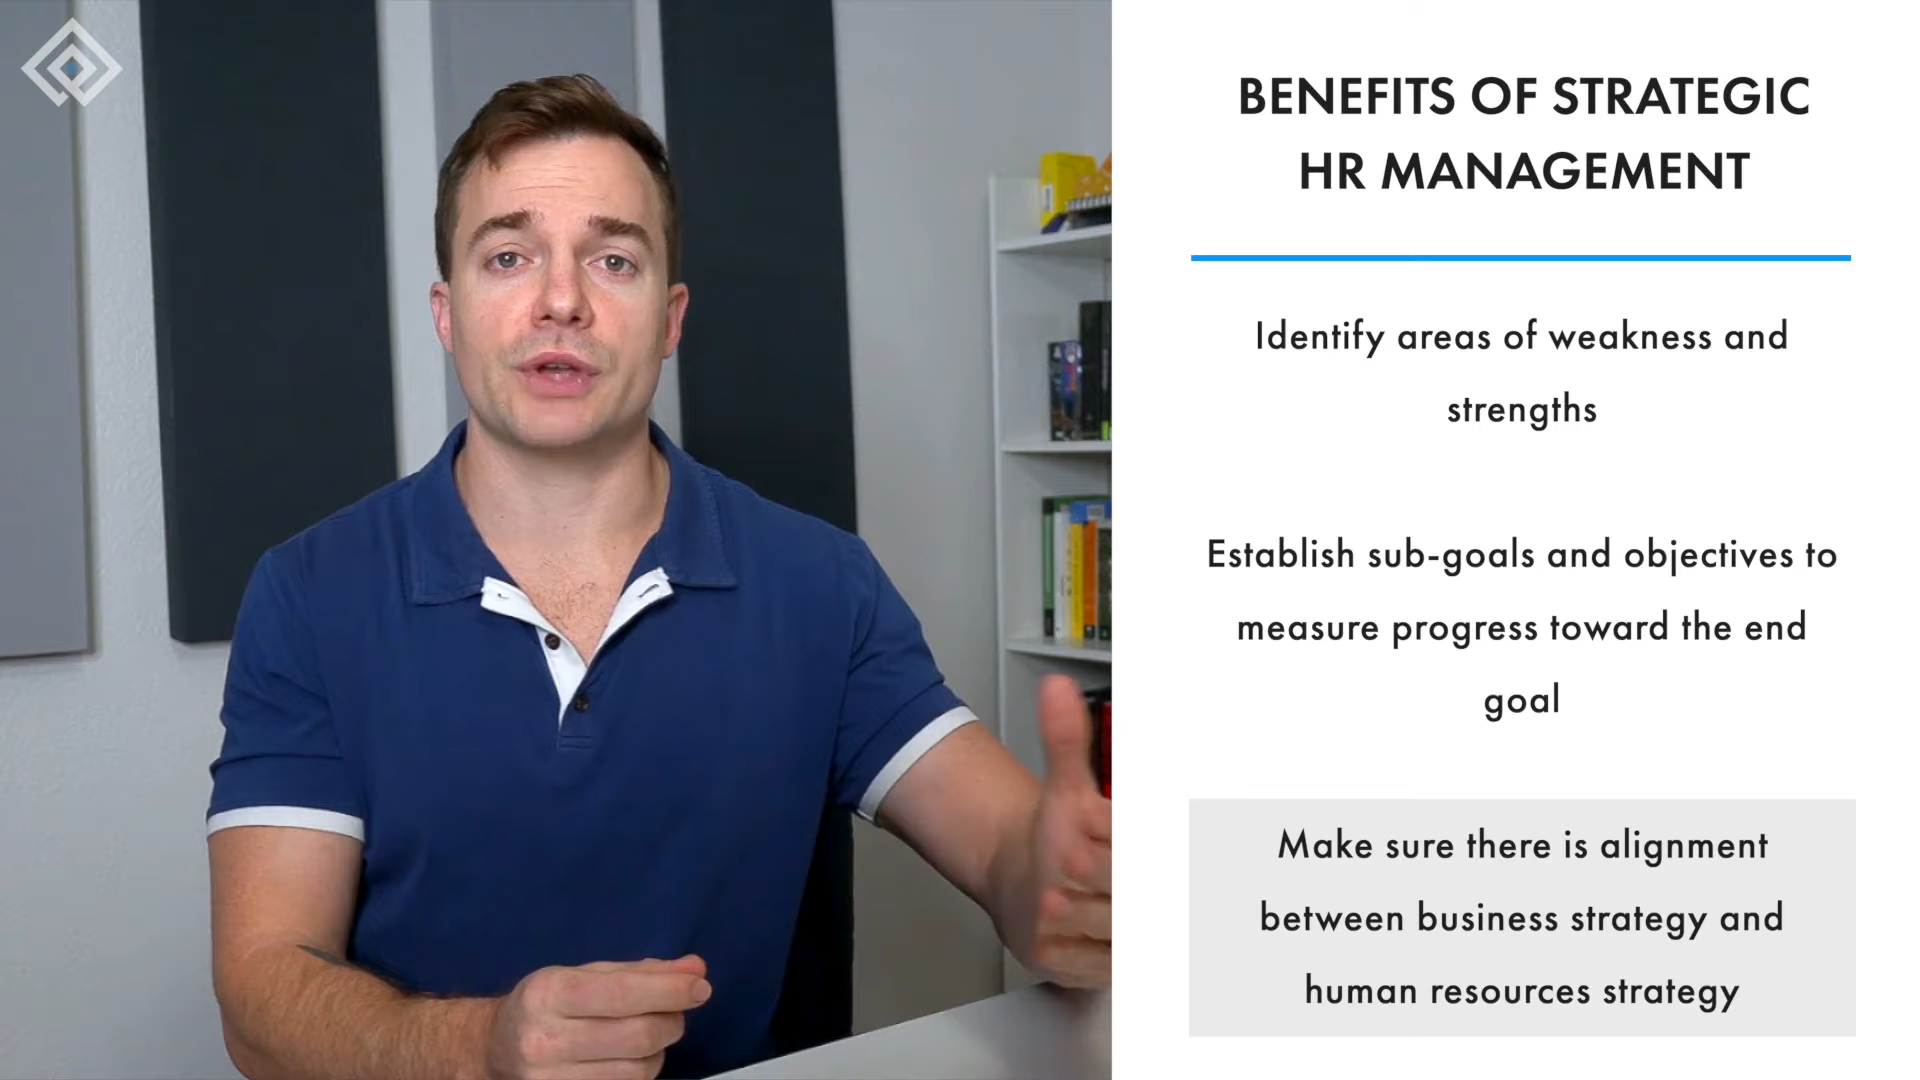 BENEFITS OF STRATEGIC
HR MANAGEMENT
Identify areas of weakness and
strengths
Establish sub-goals and objectives to
measure progress toward the end
goal
Make sure there is alignment
between business strategy and
human resources strategy